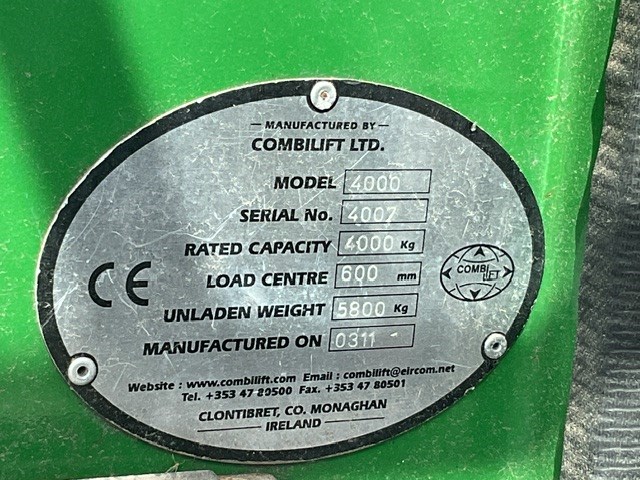 MANUFACTURED BY
COMBILIFT LTD.
MODEL 4000
SERIAL No. 4007
RATED CAPACITY 4000 Kg
LOAD CENTRE 600 mm
UNLADEN WEIGHT 5800 Kg
MANUFACTURED ON 0311
CE
COMBILIFT
Website : www.combilift.com Email : combilift@eircom.net
Tel. +353 47 80500 Fax. +353 47 80501
CLONTIBRET, CO. MONAGHAN
IRELAND